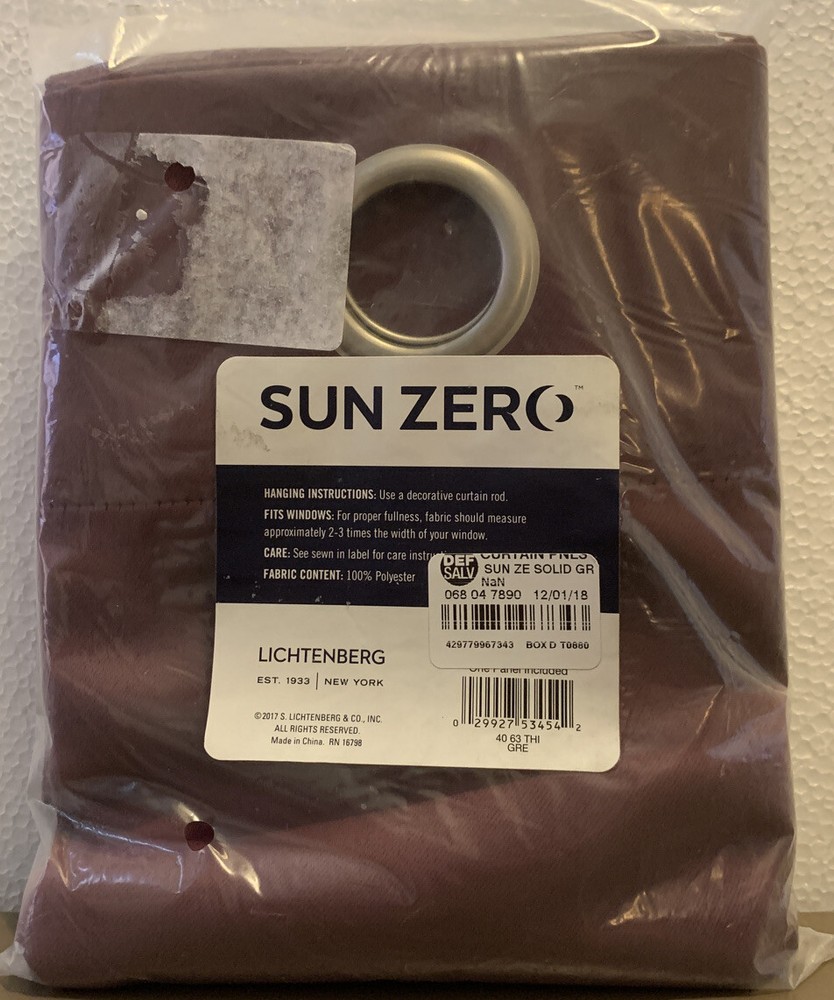 SUN ZERO™
HANGING INSTRUCTIONS: Use a decorative curtain rod.
FITS WINDOWS: For proper fullness, fabric should measure
approximately 2-3 times the width of your window.
CARE: See sewn in label for care instru
FABRIC CONTENT: 100% Polyester
DEF
SALV
CURTAIN PNLS
SUN ZE SOLID GR
NaN
068 04 7890 12/01/18
429779967343 BOX D T0880
LICHTENBERG
EST. 1933 | NEW YORK
©2017 S. LICHTENBERG & CO., INC.
ALL RIGHTS RESERVED.
Made in China. RN 16798
One Panel Included
0 29927 53454 2
40 63 THI
GRE